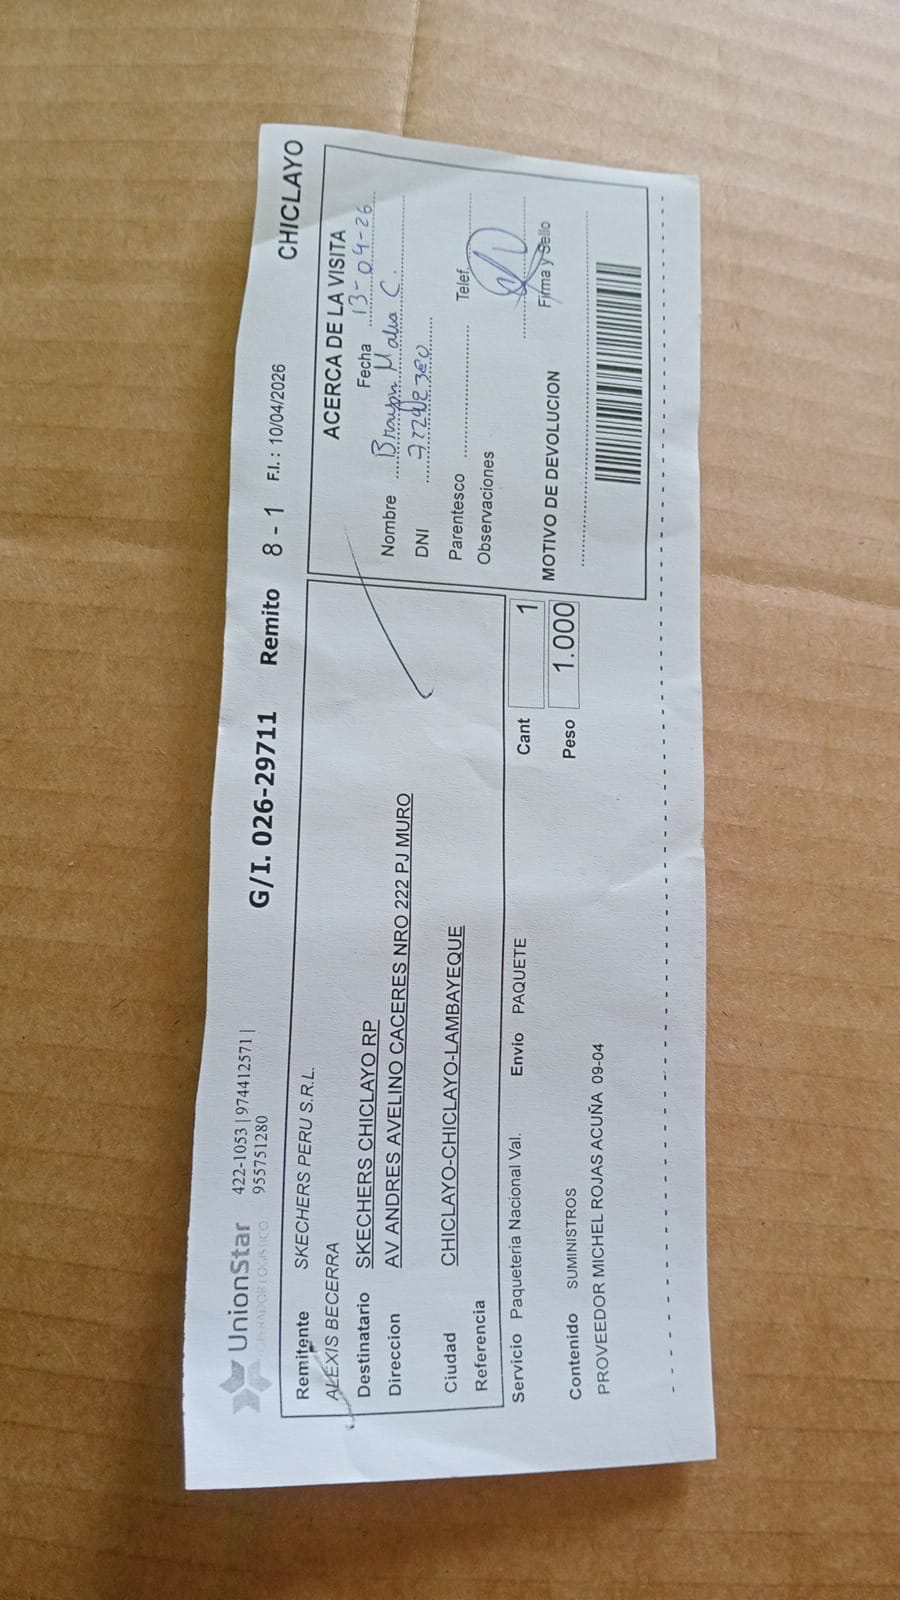 UnionStar
OPERADOR LOGISTICO
422-1053 | 974412571 |
955751280
G/I. 026-29711 Remito 8 - 1 F.I.: 10/04/2026 CHICLAYO
Remitente SKECHERS PERU S.R.L.
ALEXIS BECERRA
Destinatario SKECHERS CHICLAYO RP
Direccion AV ANDRES AVELINO CACERES NRO 222 PJ MURO
Ciudad CHICLAYO-CHICLAYO-LAMBAYEQUE
Referencia
Servicio Paqueteria Nacional Val. Envio PAQUETE Cant 1
Peso 1.000
Contenido SUMINISTROS
PROVEEDOR MICHEL ROJAS ACUÑA 09-04
ACERCA DE LA VISITA
Fecha 13-04-26
Nombre Brayan C.
DNI
Parentesco Telef.
Observaciones
Firma y Sello
MOTIVO DE DEVOLUCION